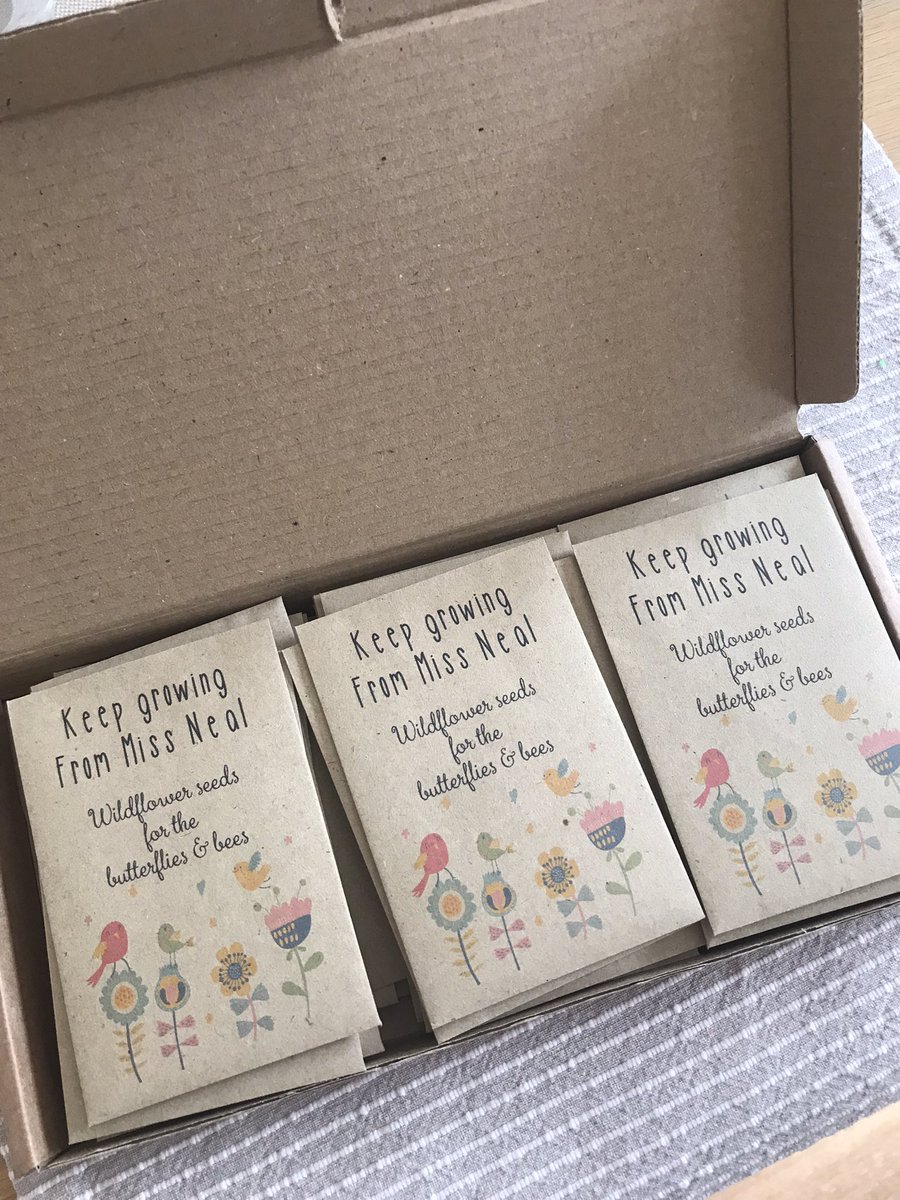 Keep growing
From Miss Neal
Wildflower seeds
for the
butterflies & bees
Keep growing
From Miss Neal
Wildflower seeds
for the
butterflies & bees
Keep growing
From Miss Neal
Wildflower seeds
for the
butterflies & bees